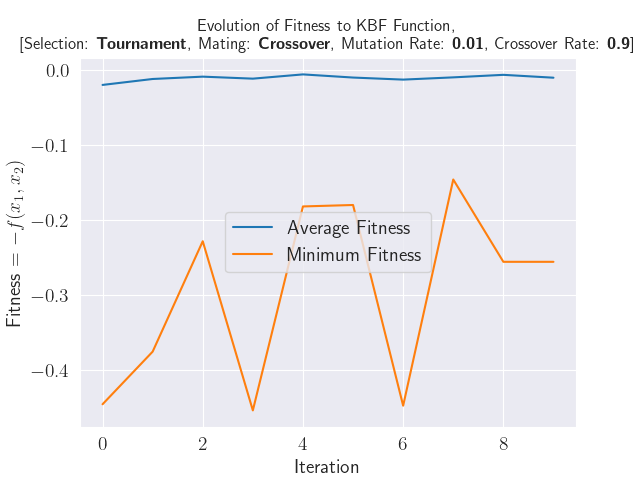 Evolution of Fitness to KBF Function,
[Selection: Tournament, Mating: Crossover, Mutation Rate: 0.01, Crossover Rate: 0.9]
0.0
−0.1
−0.2
−0.3
−0.4
Fitness = −f(x₁, x₂)
Average Fitness
Minimum Fitness
0 2 4 6 8
Iteration